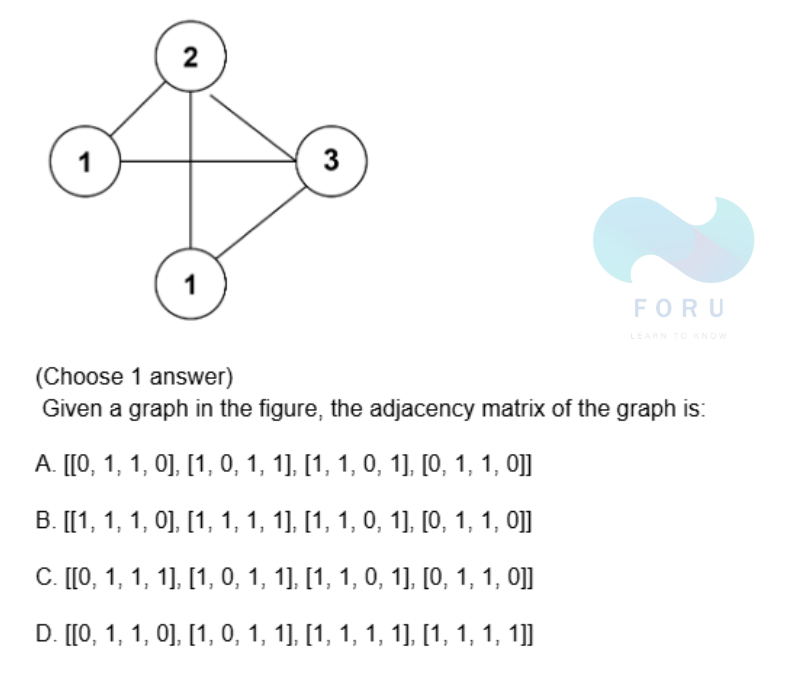 2
1
3
1
FORU
LEARN TO KNOW
(Choose 1 answer)
Given a graph in the figure, the adjacency matrix of the graph is:
A. [[0, 1, 1, 0], [1, 0, 1, 1], [1, 1, 0, 1], [0, 1, 1, 0]]
B. [[1, 1, 1, 0], [1, 1, 1, 1], [1, 1, 0, 1], [0, 1, 1, 0]]
C. [[0, 1, 1, 1], [1, 0, 1, 1], [1, 1, 0, 1], [0, 1, 1, 0]]
D. [[0, 1, 1, 0], [1, 0, 1, 1], [1, 1, 1, 1], [1, 1, 1, 1]]